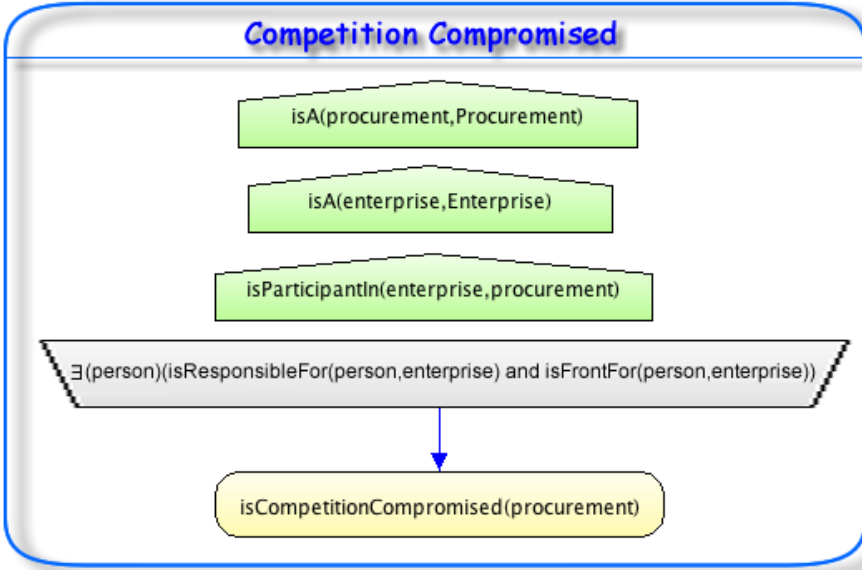 Competition Compromised
isA(procurement,Procurement)
isA(enterprise,Enterprise)
isParticipantIn(enterprise,procurement)
∃(person)(isResponsibleFor(person,enterprise) and isFrontFor(person,enterprise))
isCompetitionCompromised(procurement)